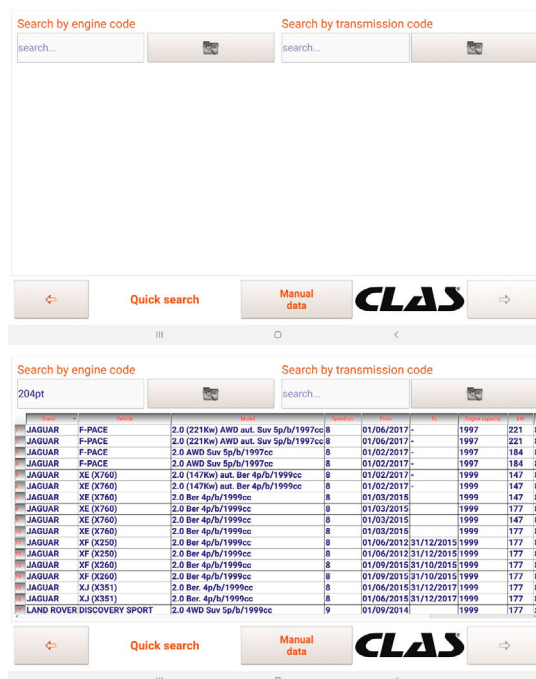 Search by engine code Search by transmission code
search... search...
Quick search Manual data CLAS
Search by engine code Search by transmission code
204pt search...
Brand Vehicle Model Speed no. From To Engine capacity kW
JAGUAR F-PACE 2.0 (221Kw) AWD aut. Suv 5p/b/1997cc 8 01/06/2017 - 1997 221
JAGUAR F-PACE 2.0 (221Kw) AWD aut. Suv 5p/b/1997cc 8 01/06/2017 - 1997 221
JAGUAR F-PACE 2.0 AWD Suv 5p/b/1997cc 8 01/02/2017 - 1997 184
JAGUAR F-PACE 2.0 AWD Suv 5p/b/1997cc 8 01/02/2017 - 1997 184
JAGUAR XE (X760) 2.0 (147Kw) aut. Ber 4p/b/1999cc 8 01/02/2017 - 1999 147
JAGUAR XE (X760) 2.0 (147Kw) aut. Ber 4p/b/1999cc 8 01/02/2017 - 1999 147
JAGUAR XE (X760) 2.0 Ber 4p/b/1999cc 8 01/03/2015 1999 147
JAGUAR XE (X760) 2.0 Ber 4p/b/1999cc 8 01/03/2015 1999 177
JAGUAR XE (X760) 2.0 Ber 4p/b/1999cc 8 01/03/2015 1999 147
JAGUAR XE (X760) 2.0 Ber 4p/b/1999cc 8 01/03/2015 1999 177
JAGUAR XF (X250) 2.0 Ber 4p/b/1999cc 8 01/06/2012 31/12/2015 1999 177
JAGUAR XF (X250) 2.0 Ber 4p/b/1999cc 8 01/06/2012 31/12/2015 1999 177
JAGUAR XF (X260) 2.0 Ber 4p/b/1999cc 8 01/09/2015 31/10/2015 1999 177
JAGUAR XF (X260) 2.0 Ber 4p/b/1999cc 8 01/09/2015 31/10/2015 1999 177
JAGUAR XJ (X351) 2.0 Ber. 4p/b/1999cc 8 01/06/2015 31/12/2017 1999 177
JAGUAR XJ (X351) 2.0 Ber. 4p/b/1999cc 8 01/06/2015 31/12/2017 1999 177
LAND ROVER DISCOVERY SPORT 2.0 4WD Suv 5p/b/1999cc 9 01/09/2014 1999 177
Quick search Manual data CLAS